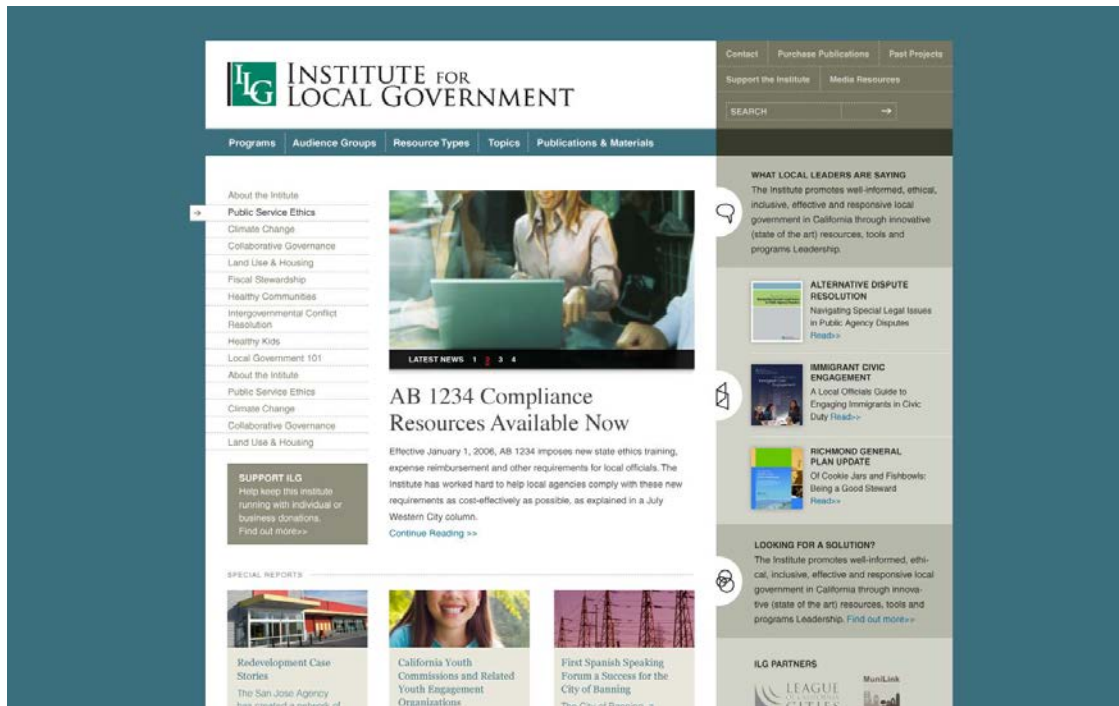 ILG
INSTITUTE FOR
LOCAL GOVERNMENT
Contact Purchase Publications Past Projects
Support the Institute Media Resources
SEARCH →
Programs Audience Groups Resource Types Topics Publications & Materials
About the Intitute
→ Public Service Ethics
Climate Change
Collaborative Governance
Land Use & Housing
Fiscal Stewardship
Healthy Communities
Intergovernmental Conflict
Resolution
Healthy Kids
Local Government 101
About the Intitute
Public Service Ethics
Climate Change
Collaborative Governance
Land Use & Housing
SUPPORT ILG
Help keep this institute
running with individual or
business donations.
Find out more>>
LATEST NEWS 1 2 3 4
AB 1234 Compliance
Resources Available Now
Effective January 1, 2006, AB 1234 imposes new state ethics training,
expense reimbursement and other requirements for local officials. The
Institute has worked hard to help local agencies comply with these new
requirements as cost-effectively as possible, as explained in a July
Western City column.
Continue Reading >>
WHAT LOCAL LEADERS ARE SAYING
The Institute promotes well-informed, ethical,
inclusive, effective and responsive local
government in California through innovative
(state of the art) resources, tools and
programs Leadership.
ALTERNATIVE DISPUTE
RESOLUTION
Navigating Special Legal Issues
in Public Agency Disputes
Read>>
IMMIGRANT CIVIC
ENGAGEMENT
A Local Officials Guide to
Engaging Immigrants in Civic
Duty Read>>
RICHMOND GENERAL
PLAN UPDATE
Of Cookie Jars and Fishbowls:
Being a Good Steward
Read>>
LOOKING FOR A SOLUTION?
The Institute promotes well-informed, ethi-
cal, inclusive, effective and responsive local
government in California through innova-
tive (state of the art) resources, tools and
programs Leadership. Find out more>>
ILG PARTNERS
LEAGUE
CITIES
MuniLink
SPECIAL REPORTS
Redevelopment Case
Stories
The San Jose Agency
has created a network of
California Youth
Commissions and Related
Youth Engagement
Organizations
First Spanish Speaking
Forum a Success for the
City of Banning
The City of Banning, a